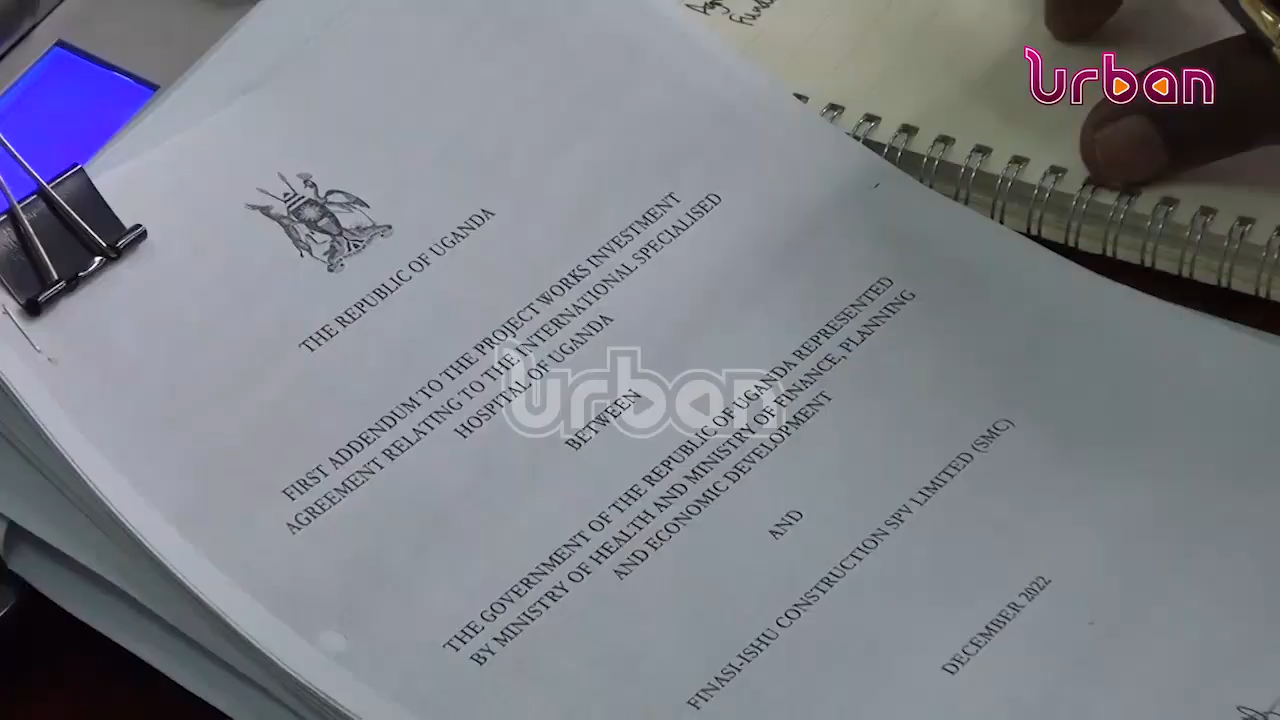 Urban
THE REPUBLIC OF UGANDA
FIRST ADDENDUM TO THE PROJECT WORKS INVESTMENT
AGREEMENT RELATING TO THE INTERNATIONAL SPECIALISED
HOSPITAL OF UGANDA
BETWEEN
urban
THE GOVERNMENT OF THE REPUBLIC OF UGANDA REPRESENTED
BY MINISTRY OF HEALTH AND MINISTRY OF FINANCE, PLANNING
AND ECONOMIC DEVELOPMENT
AND
FINASI-ISHU CONSTRUCTION SPV LIMITED (SMC)
DECEMBER 2022